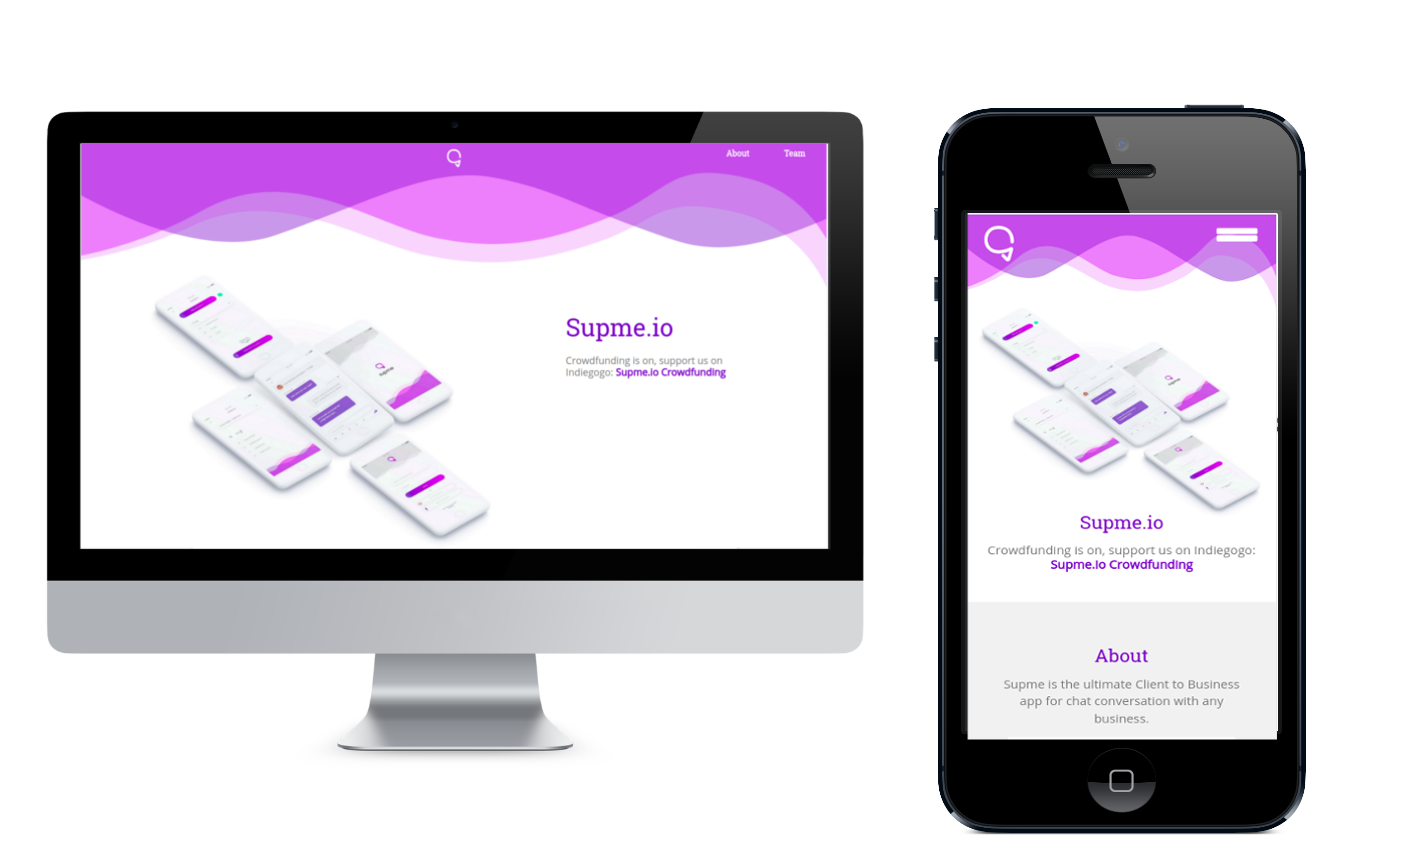 About
Team
Supme.io
Crowdfunding is on, support us on
Indiegogo: Supme.io Crowdfunding
Supme.io
Crowdfunding is on, support us on Indiegogo:
Supme.io Crowdfunding
About
Supme is the ultimate Client to Business
app for chat conversation with any
business.